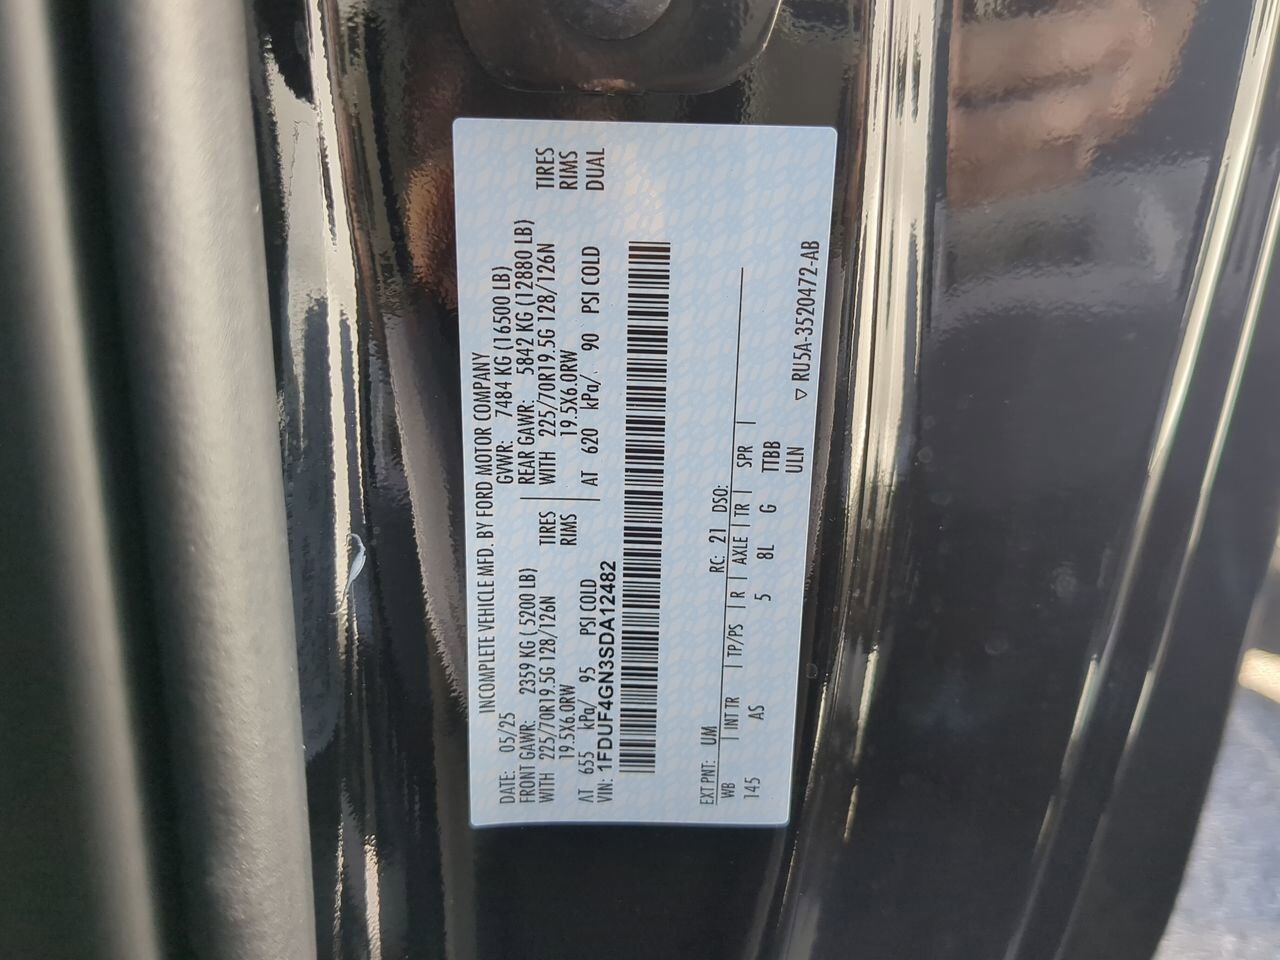 INCOMPLETE VEHICLE MFD. BY FORD MOTOR COMPANY
DATE: 05/25 GVWR: 7484 KG (16500 LB)
FRONT GAWR: 2359 KG ( 5200 LB) REAR GAWR: 5842 KG (12880 LB)
WITH 225/70R19.5G 128/126N TIRES WITH 225/70R19.5G 128/126N TIRES
19.5X6.0RW RIMS 19.5X6.0RW RIMS
AT 655 kPa/ 95 PSI COLD AT 620 kPa/ 90 PSI COLD DUAL
VIN: 1FDUF4GN3SDA12482
EXT PNT: UM RC: 21 DSO:
WB | INT TR | TP/PS | R | AXLE | TR | SPR |
145 AS 5 8L G TTBB
ULN
▽ RU5A-3520472-AB